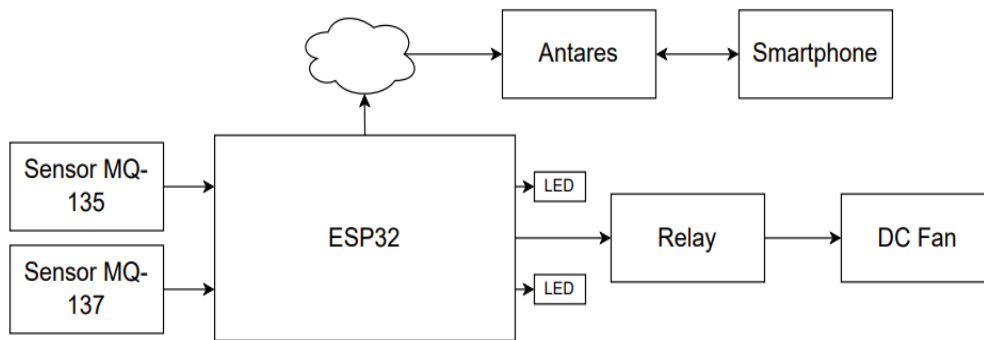 Antares
Smartphone
Sensor MQ-
135
LED
ESP32
Relay
DC Fan
Sensor MQ-
137
LED